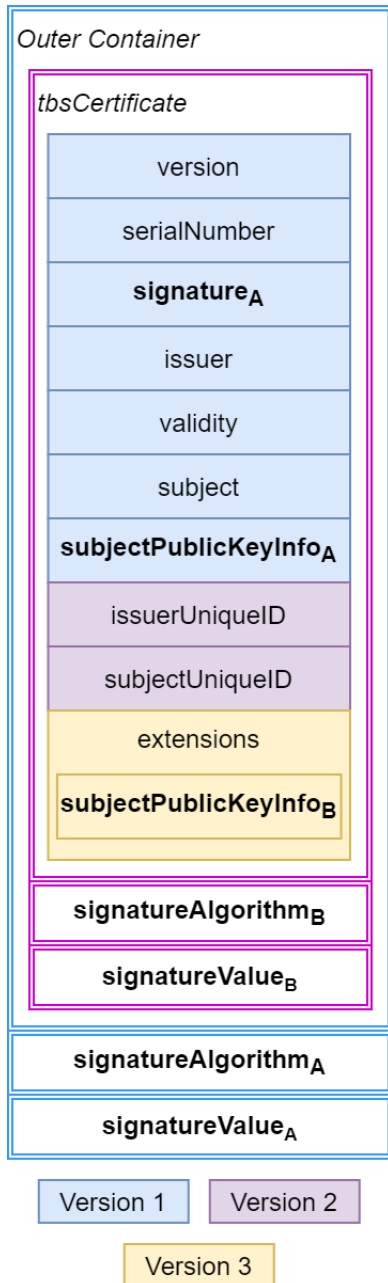 Outer Container
tbsCertificate
version
serialNumber
signatureA
issuer
validity
subject
subjectPublicKeyInfoA
issuerUniqueID
subjectUniqueID
extensions
subjectPublicKeyInfoB
signatureAlgorithmB
signatureValueB
signatureAlgorithmA
signatureValueA
Version 1 Version 2
Version 3